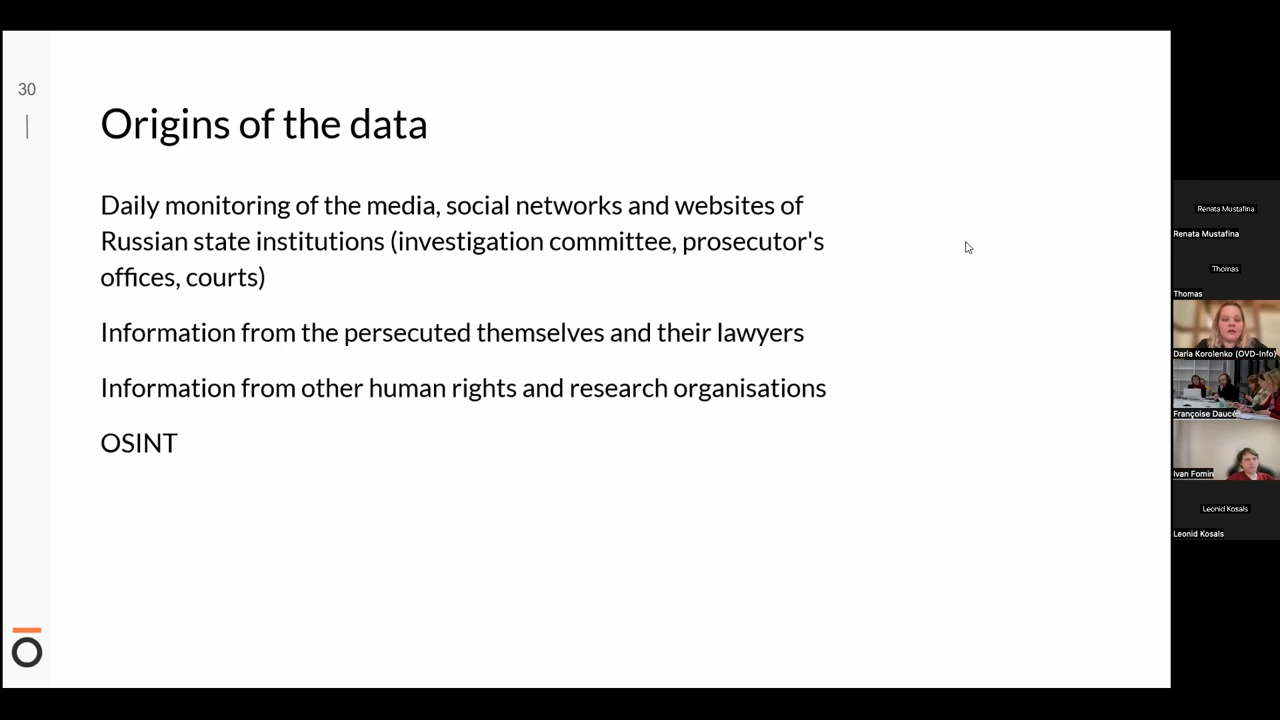 30
Origins of the data
Daily monitoring of the media, social networks and websites of
Russian state institutions (investigation committee, prosecutor's
offices, courts)
Information from the persecuted themselves and their lawyers
Information from other human rights and research organisations
OSINT
Renata Mustafina
Renata Mustafina
Thomas
Thomas
Daria Korolenko (OVD-Info)
Françoise Daucé
Ivan Fomin
Leonid Kosals
Leonid Kosals